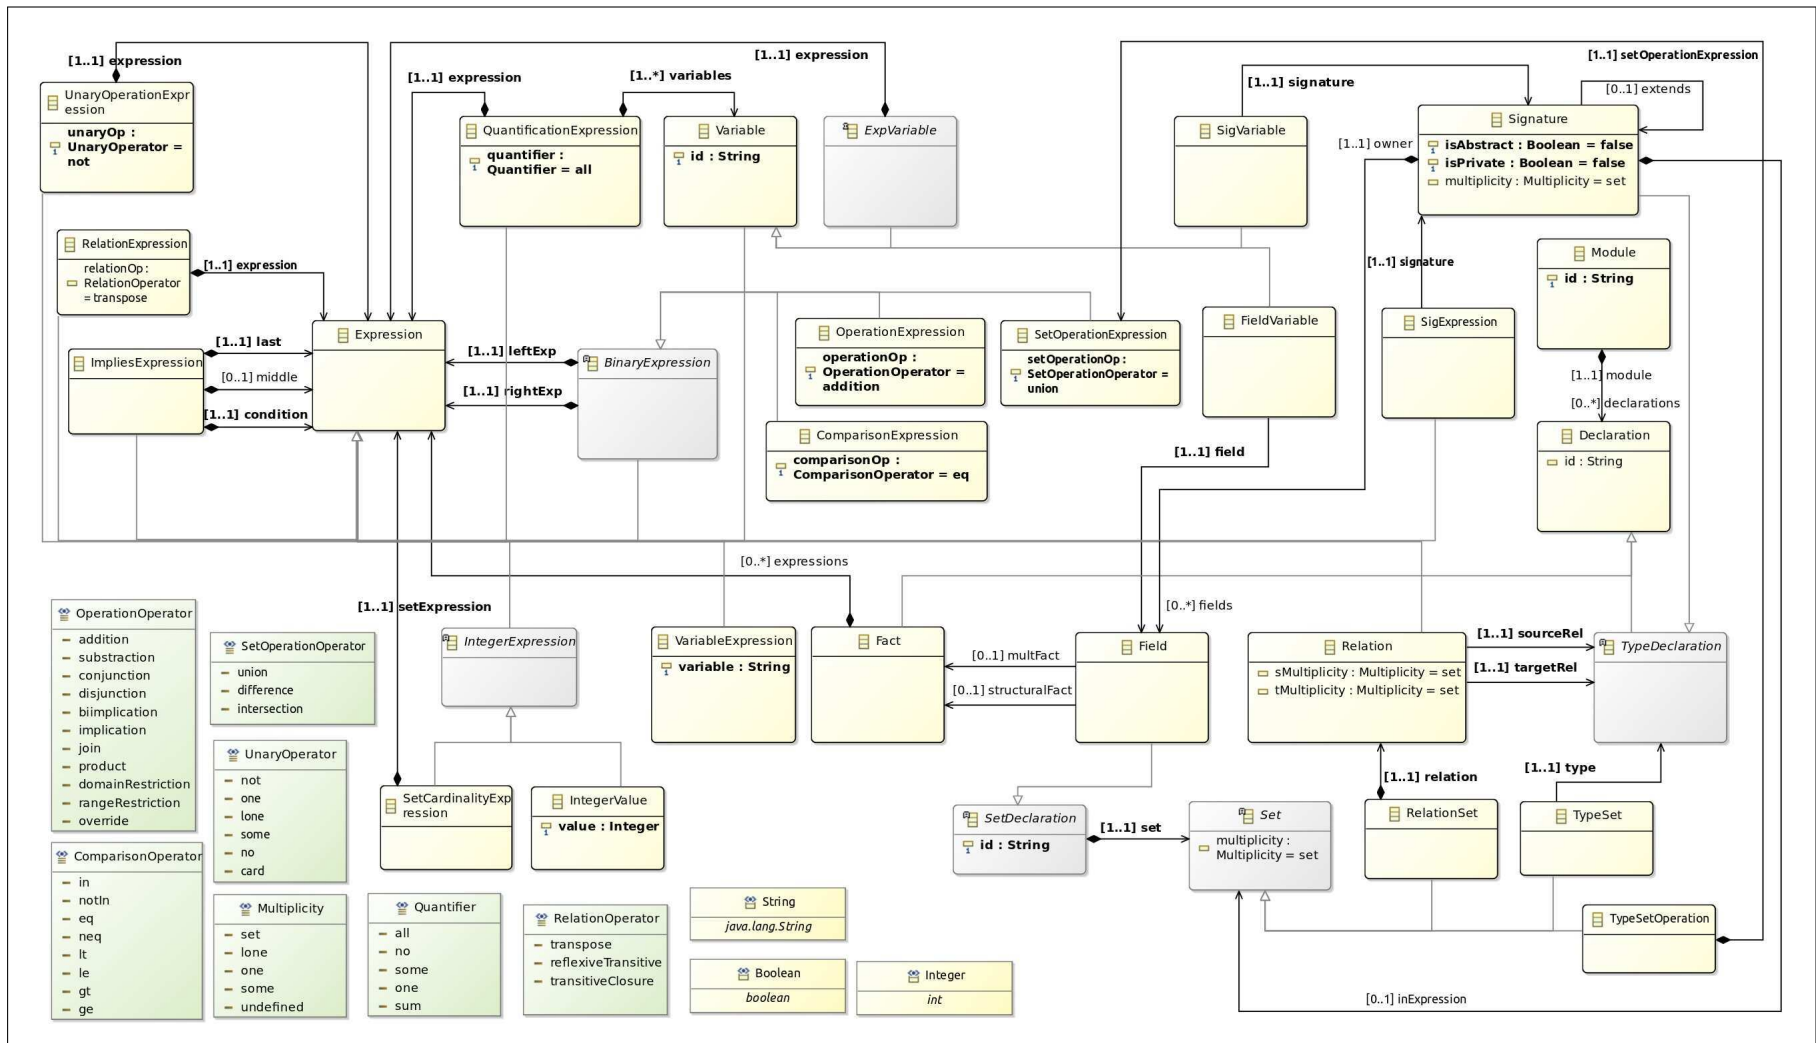 [1..1] expression
[1..1] expression
[1..*] variables
[1..1] expression
[1..1] signature
[1..1] setOperationExpression
[0..1] extends
UnaryOperationExpr
ession
unaryOp :
UnaryOperator =
not
QuantificationExpression
quantifier :
Quantifier = all
Variable
id : String
ExpVariable
SigVariable
Signature
isAbstract : Boolean = false
isPrivate : Boolean = false
multiplicity : Multiplicity = set
[1..1] owner
RelationExpression
relationOp :
RelationOperator
= transpose
[1..1] expression
[1..1] signature
Module
id : String
Expression
ImpliesExpression
[1..1] last
[0..1] middle
[1..1] condition
[1..1] leftExp
[1..1] rightExp
BinaryExpression
OperationExpression
operationOp :
OperationOperator =
addition
SetOperationExpression
setOperationOp :
SetOperationOperator =
union
FieldVariable
SigExpression
[1..1] module
[0..*] declarations
ComparisonExpression
comparisonOp :
ComparisonOperator = eq
[1..1] field
Declaration
id : String
[0..*] expressions
[1..1] setExpression
[0..*] fields
OperationOperator
addition
substraction
conjunction
disjunction
biimplication
implication
join
product
domainRestriction
rangeRestriction
override
SetOperationOperator
union
difference
intersection
IntegerExpression
VariableExpression
variable : String
Fact
[0..1] multFact
[0..1] structuralFact
Field
Relation
sMultiplicity : Multiplicity = set
tMultiplicity : Multiplicity = set
[1..1] sourceRel
[1..1] targetRel
TypeDeclaration
UnaryOperator
not
one
lone
some
no
card
SetCardinalityExp
ression
IntegerValue
value : Integer
SetDeclaration
id : String
[1..1] set
Set
multiplicity :
Multiplicity = set
[1..1] relation
[1..1] type
RelationSet
TypeSet
ComparisonOperator
in
notIn
eq
neq
lt
le
gt
ge
Multiplicity
set
lone
one
some
undefined
Quantifier
all
no
some
one
sum
RelationOperator
transpose
reflexiveTransitive
transitiveClosure
String
java.lang.String
Boolean
boolean
Integer
int
TypeSetOperation
[0..1] inExpression